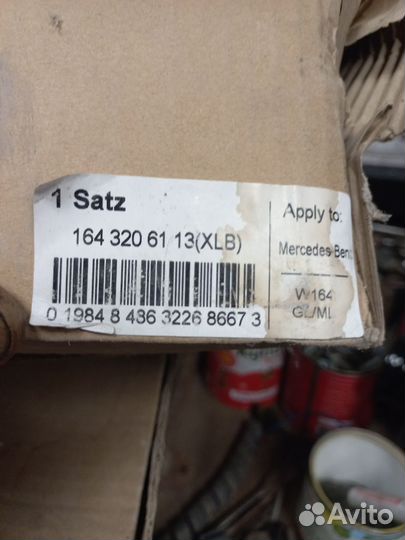 1 Satz
164 320 61 13(XLB)
0 1984 8 436 3226 8667 3
Apply to:
Mercedes-Benz
W164
GL/ML
Avito